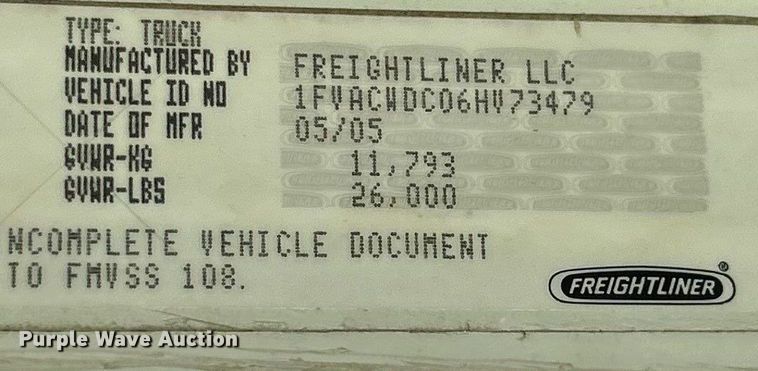 TYPE: TRUCK
MANUFACTURED BY FREIGHTLINER LLC
VEHICLE ID NO 1FVACWDC06HV73479
DATE OF MFR 05/05
GVWR-KG 11,793
GVWR-LBS 26,000
NCOMPLETE VEHICLE DOCUMENT
TO FMVSS 108.
FREIGHTLINER®
Purple Wave Auction